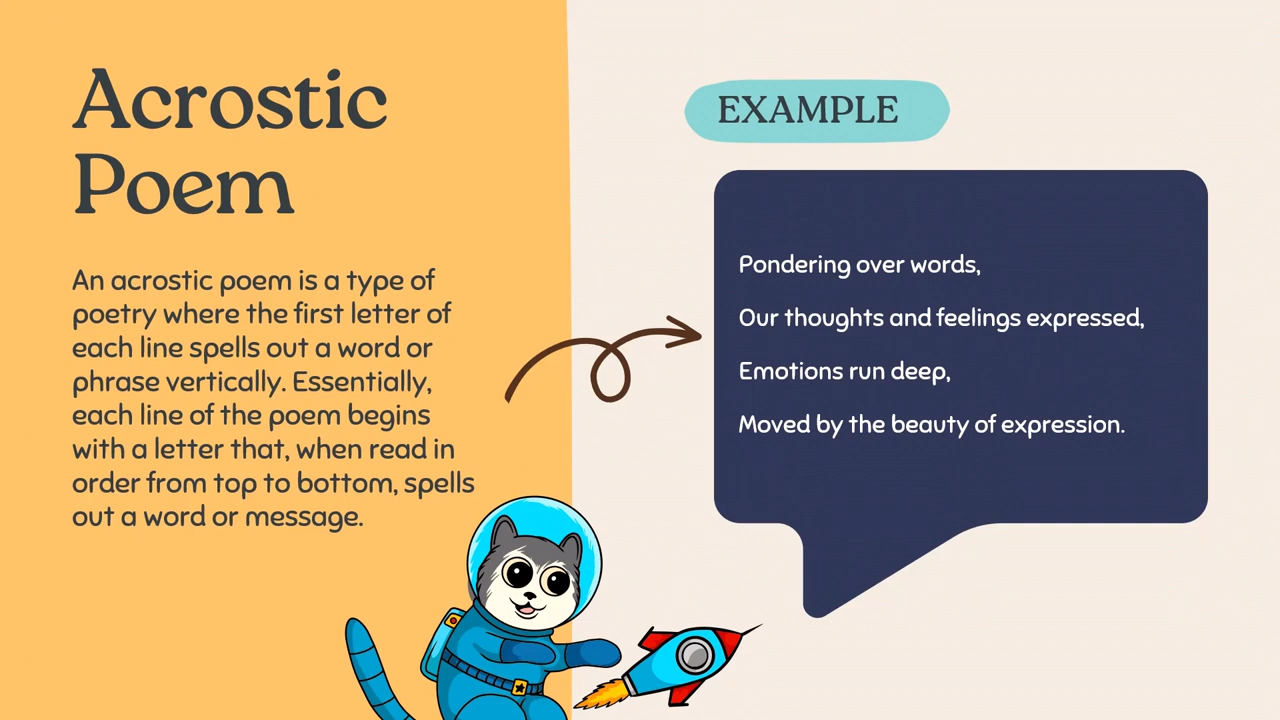 Acrostic
Poem
An acrostic poem is a type of
poetry where the first letter of
each line spells out a word or
phrase vertically. Essentially,
each line of the poem begins
with a letter that, when read in
order from top to bottom, spells
out a word or message.
EXAMPLE
Pondering over words,
Our thoughts and feelings expressed,
Emotions run deep,
Moved by the beauty of expression.